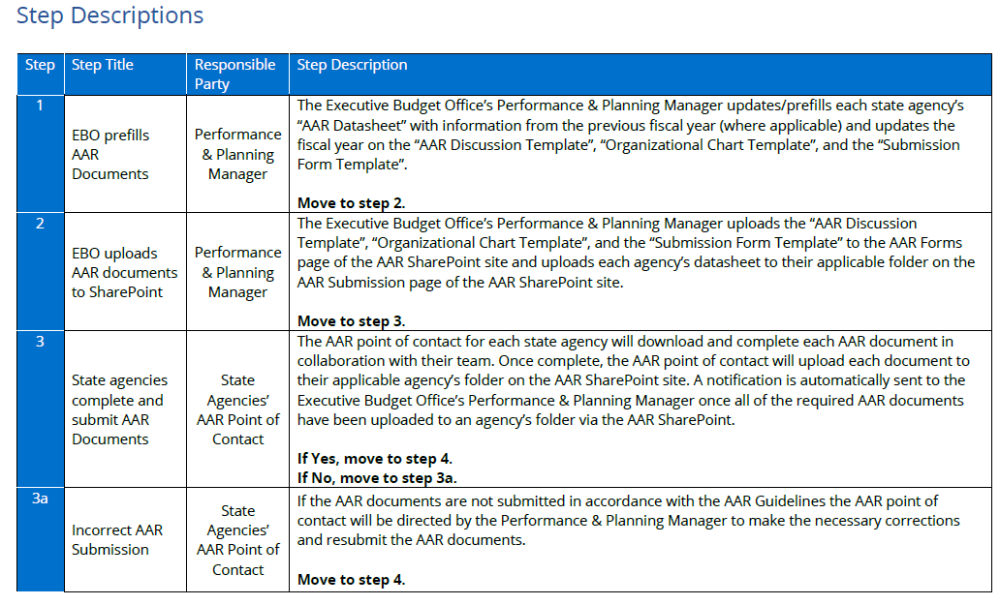 Step Descriptions
Step
Step Title
Responsible
Party
Step Description
1
EBO prefills
AAR
Documents
Performance
& Planning
Manager
The Executive Budget Office’s Performance & Planning Manager updates/prefills each state agency’s
“AAR Datasheet” with information from the previous fiscal year (where applicable) and updates the
fiscal year on the “AAR Discussion Template”, “Organizational Chart Template”, and the “Submission
Form Template”.
Move to step 2.
2
EBO uploads
AAR documents
to SharePoint
Performance
& Planning
Manager
The Executive Budget Office’s Performance & Planning Manager uploads the “AAR Discussion
Template”, “Organizational Chart Template”, and the “Submission Form Template” to the AAR Forms
page of the AAR SharePoint site and uploads each agency’s datasheet to their applicable folder on the
AAR Submission page of the AAR SharePoint site.
Move to step 3.
3
State agencies
complete and
submit AAR
Documents
State
Agencies’
AAR Point of
Contact
The AAR point of contact for each state agency will download and complete each AAR document in
collaboration with their team. Once complete, the AAR point of contact will upload each document to
their applicable agency’s folder on the AAR SharePoint site. A notification is automatically sent to the
Executive Budget Office’s Performance & Planning Manager once all of the required AAR documents
have been uploaded to an agency’s folder via the AAR SharePoint.
If Yes, move to step 4.
If No, move to step 3a.
3a
Incorrect AAR
Submission
State
Agencies’
AAR Point of
Contact
If the AAR documents are not submitted in accordance with the AAR Guidelines the AAR point of
contact will be directed by the Performance & Planning Manager to make the necessary corrections
and resubmit the AAR documents.
Move to step 4.